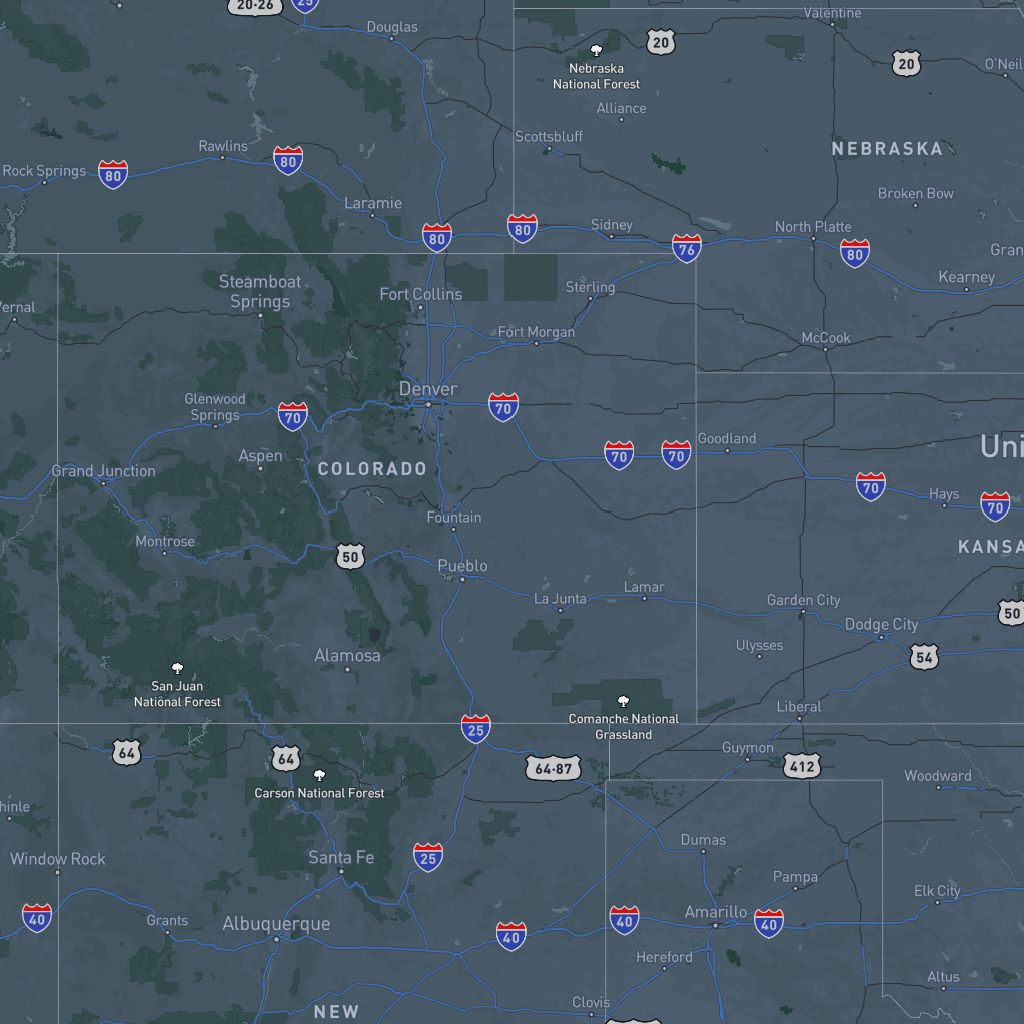 20·26
25
Douglas
Valentine
20
20
Nebraska
National Forest
O'Neil
Alliance
Scottsbluff
NEBRASKA
Rawlins
80
Rock Springs
80
Broken Bow
Laramie
80
80
Sidney
76
North Platte
80
Gran
Kearney
Steamboat
Springs
Fort Collins
Sterling
Vernal
Fort Morgan
McCook
Denver
Glenwood
Springs
70
70
Goodland
Uni
70
70
Aspen
COLORADO
Grand Junction
70
Hays
70
Fountain
Montrose
50
KANSA
Pueblo
Lamar
La Junta
Garden City
50
Dodge City
Ulysses
54
Alamosa
San Juan
National Forest
Comanche National
Grassland
Liberal
25
64
64
64·87
Guymon
412
Carson National Forest
Woodward
hinle
Dumas
Window Rock
Santa Fe
25
Pampa
Elk City
40
Grants
Albuquerque
40
40
Amarillo
40
Hereford
Altus
Clovis
NEW